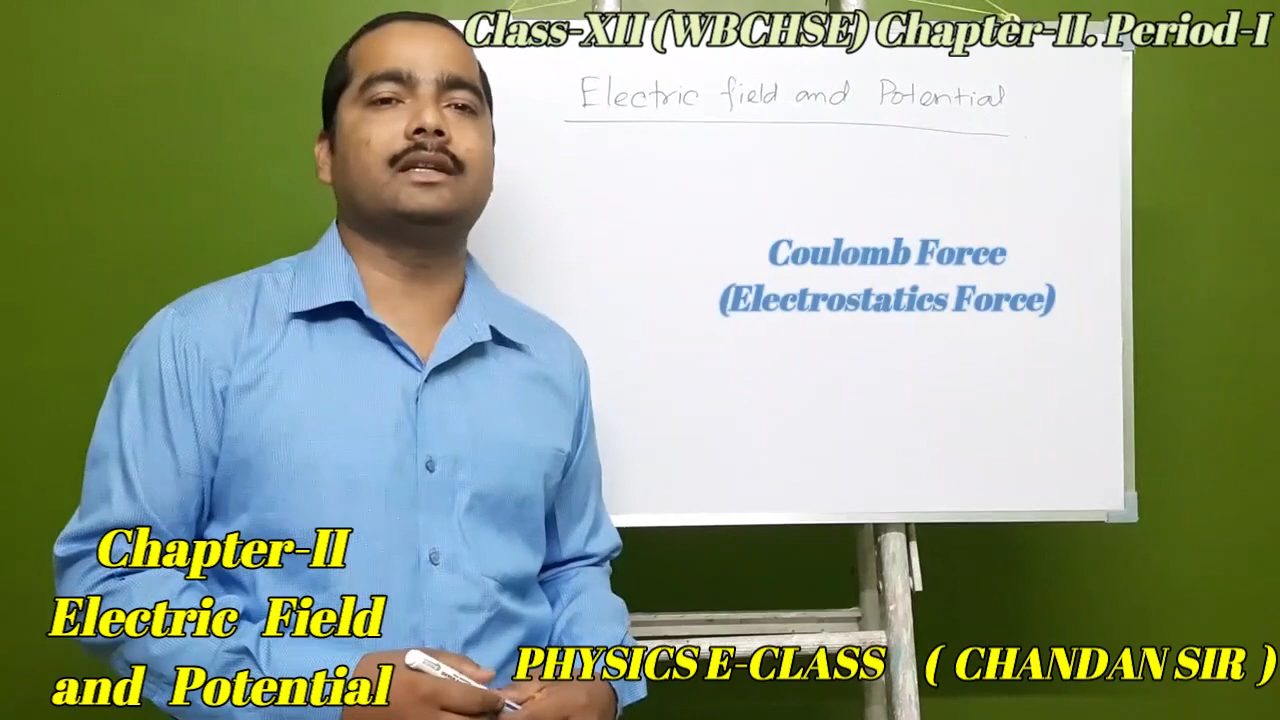 Class-XII (WBCHSE) Chapter-II. Period-I
Electric field and Potential
Coulomb Force
(Electrostatics Force)
Chapter-II
Electric Field
and Potential
PHYSICS E-CLASS ( CHANDAN SIR )